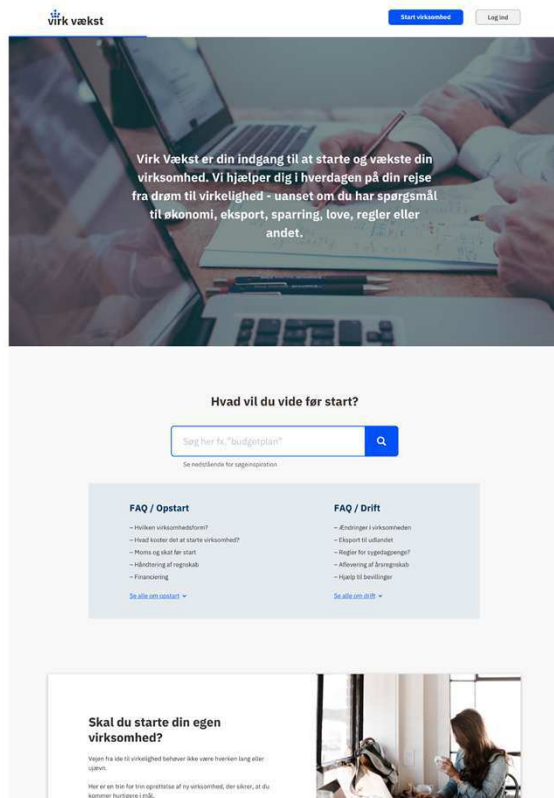 virk vækst
Start virksomhed
Log ind
Virk Vækst er din indgang til at starte og vækste din
virksomhed. Vi hjælper dig i hverdagen på din rejse
fra drøm til virkelighed - uanset om du har spørgsmål
til økonomi, eksport, sparring, love, regler eller
andet.
Hvad vil du vide før start?
Søg her fx. "budgetplan"
Se nedstående for søgeinspiration
FAQ / Opstart
– Hvilken virksomhedsform?
– Hvad koster det at starte virksomhed?
– Moms og skat før start
– Håndtering af regnskab
– Financiering
Se alle om opstart
FAQ / Drift
– Ændringer i virksomheden
– Eksport til udlandet
– Regler for sygedagpenge?
– Aflevering af årsregnskab
– Hjælp til bevillinger
Se alle om drift
Skal du starte din egen
virksomhed?
Vejen fra ide til virkelighed behøver ikke være hverken lang eller
ujævn.
Her er en trin for trin oprettelse af ny virksomhed, der sikrer, at du
kommer hurtigere i mål.